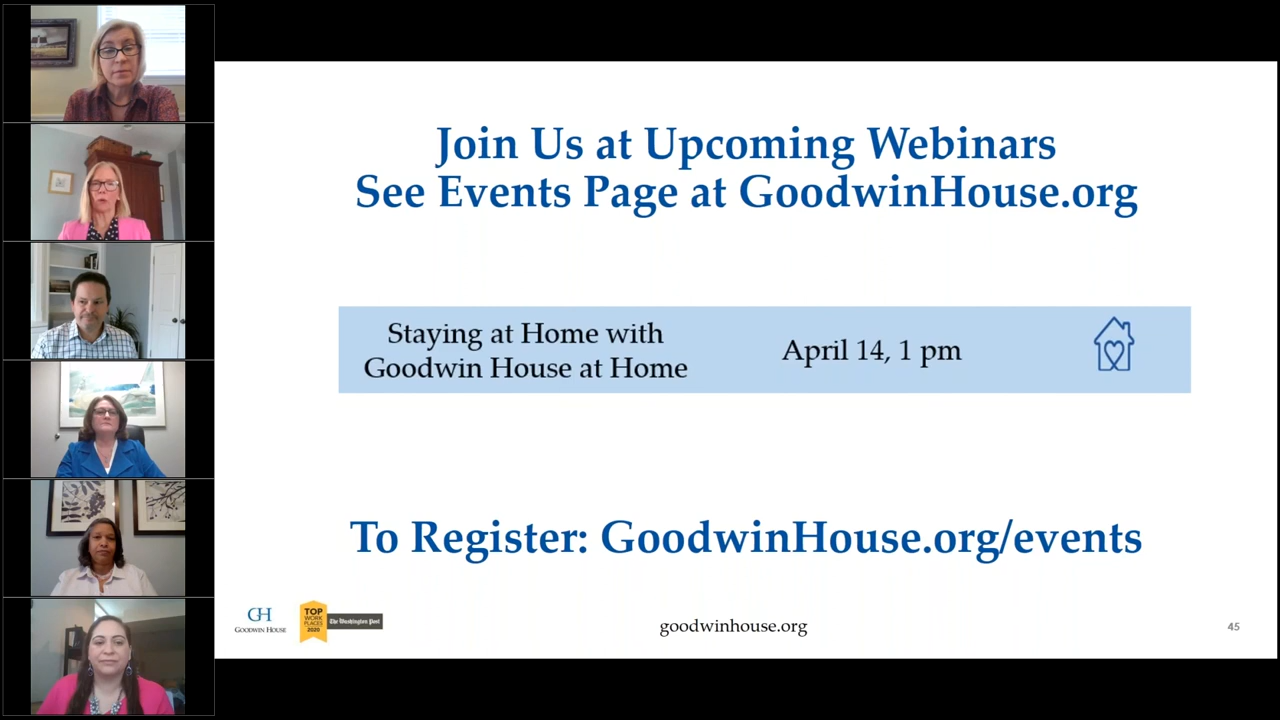 Join Us at Upcoming Webinars
See Events Page at GoodwinHouse.org
Staying at Home with
Goodwin House at Home
April 14, 1 pm
To Register: GoodwinHouse.org/events
GH
GOODWIN HOUSE
TOP
WORK
PLACES
2020
The Washington Post
goodwinhouse.org
45